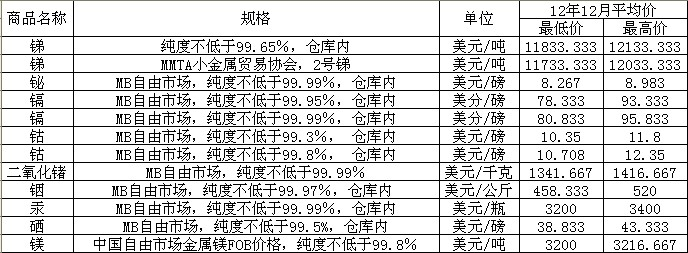 商品名称 规格 单位 12年12月平均价
最低价 最高价
锑 纯度不低于99.65%，仓库内 美元/吨 11833.333 12133.333
锑 MMTA小金属贸易协会，2号锑 美元/吨 11733.333 12033.333
铋 MB自由市场，纯度不低于99.99%，仓库内 美元/磅 8.267 8.983
镉 MB自由市场，纯度不低于99.95%，仓库内 美分/磅 78.333 93.333
镉 MB自由市场，纯度不低于99.99%，仓库内 美分/磅 80.833 95.833
钴 MB自由市场，纯度不低于99.3%，仓库内 美元/磅 10.35 11.8
钴 MB自由市场，纯度不低于99.8%，仓库内 美元/磅 10.708 12.35
二氧化锗 MB自由市场，纯度不低于99.99% 美元/千克 1341.667 1416.667
铟 MB自由市场，纯度不低于99.97%，仓库内 美元/公斤 458.333 520
汞 MB自由市场，纯度不低于99.99%，仓库内 美元/瓶 3200 3400
硒 MB自由市场，纯度不低于99.5%，仓库内 美元/磅 38.833 43.333
镁 中国自由市场金属镁FOB价格，纯度不低于99.8% 美元/吨 3200 3216.667